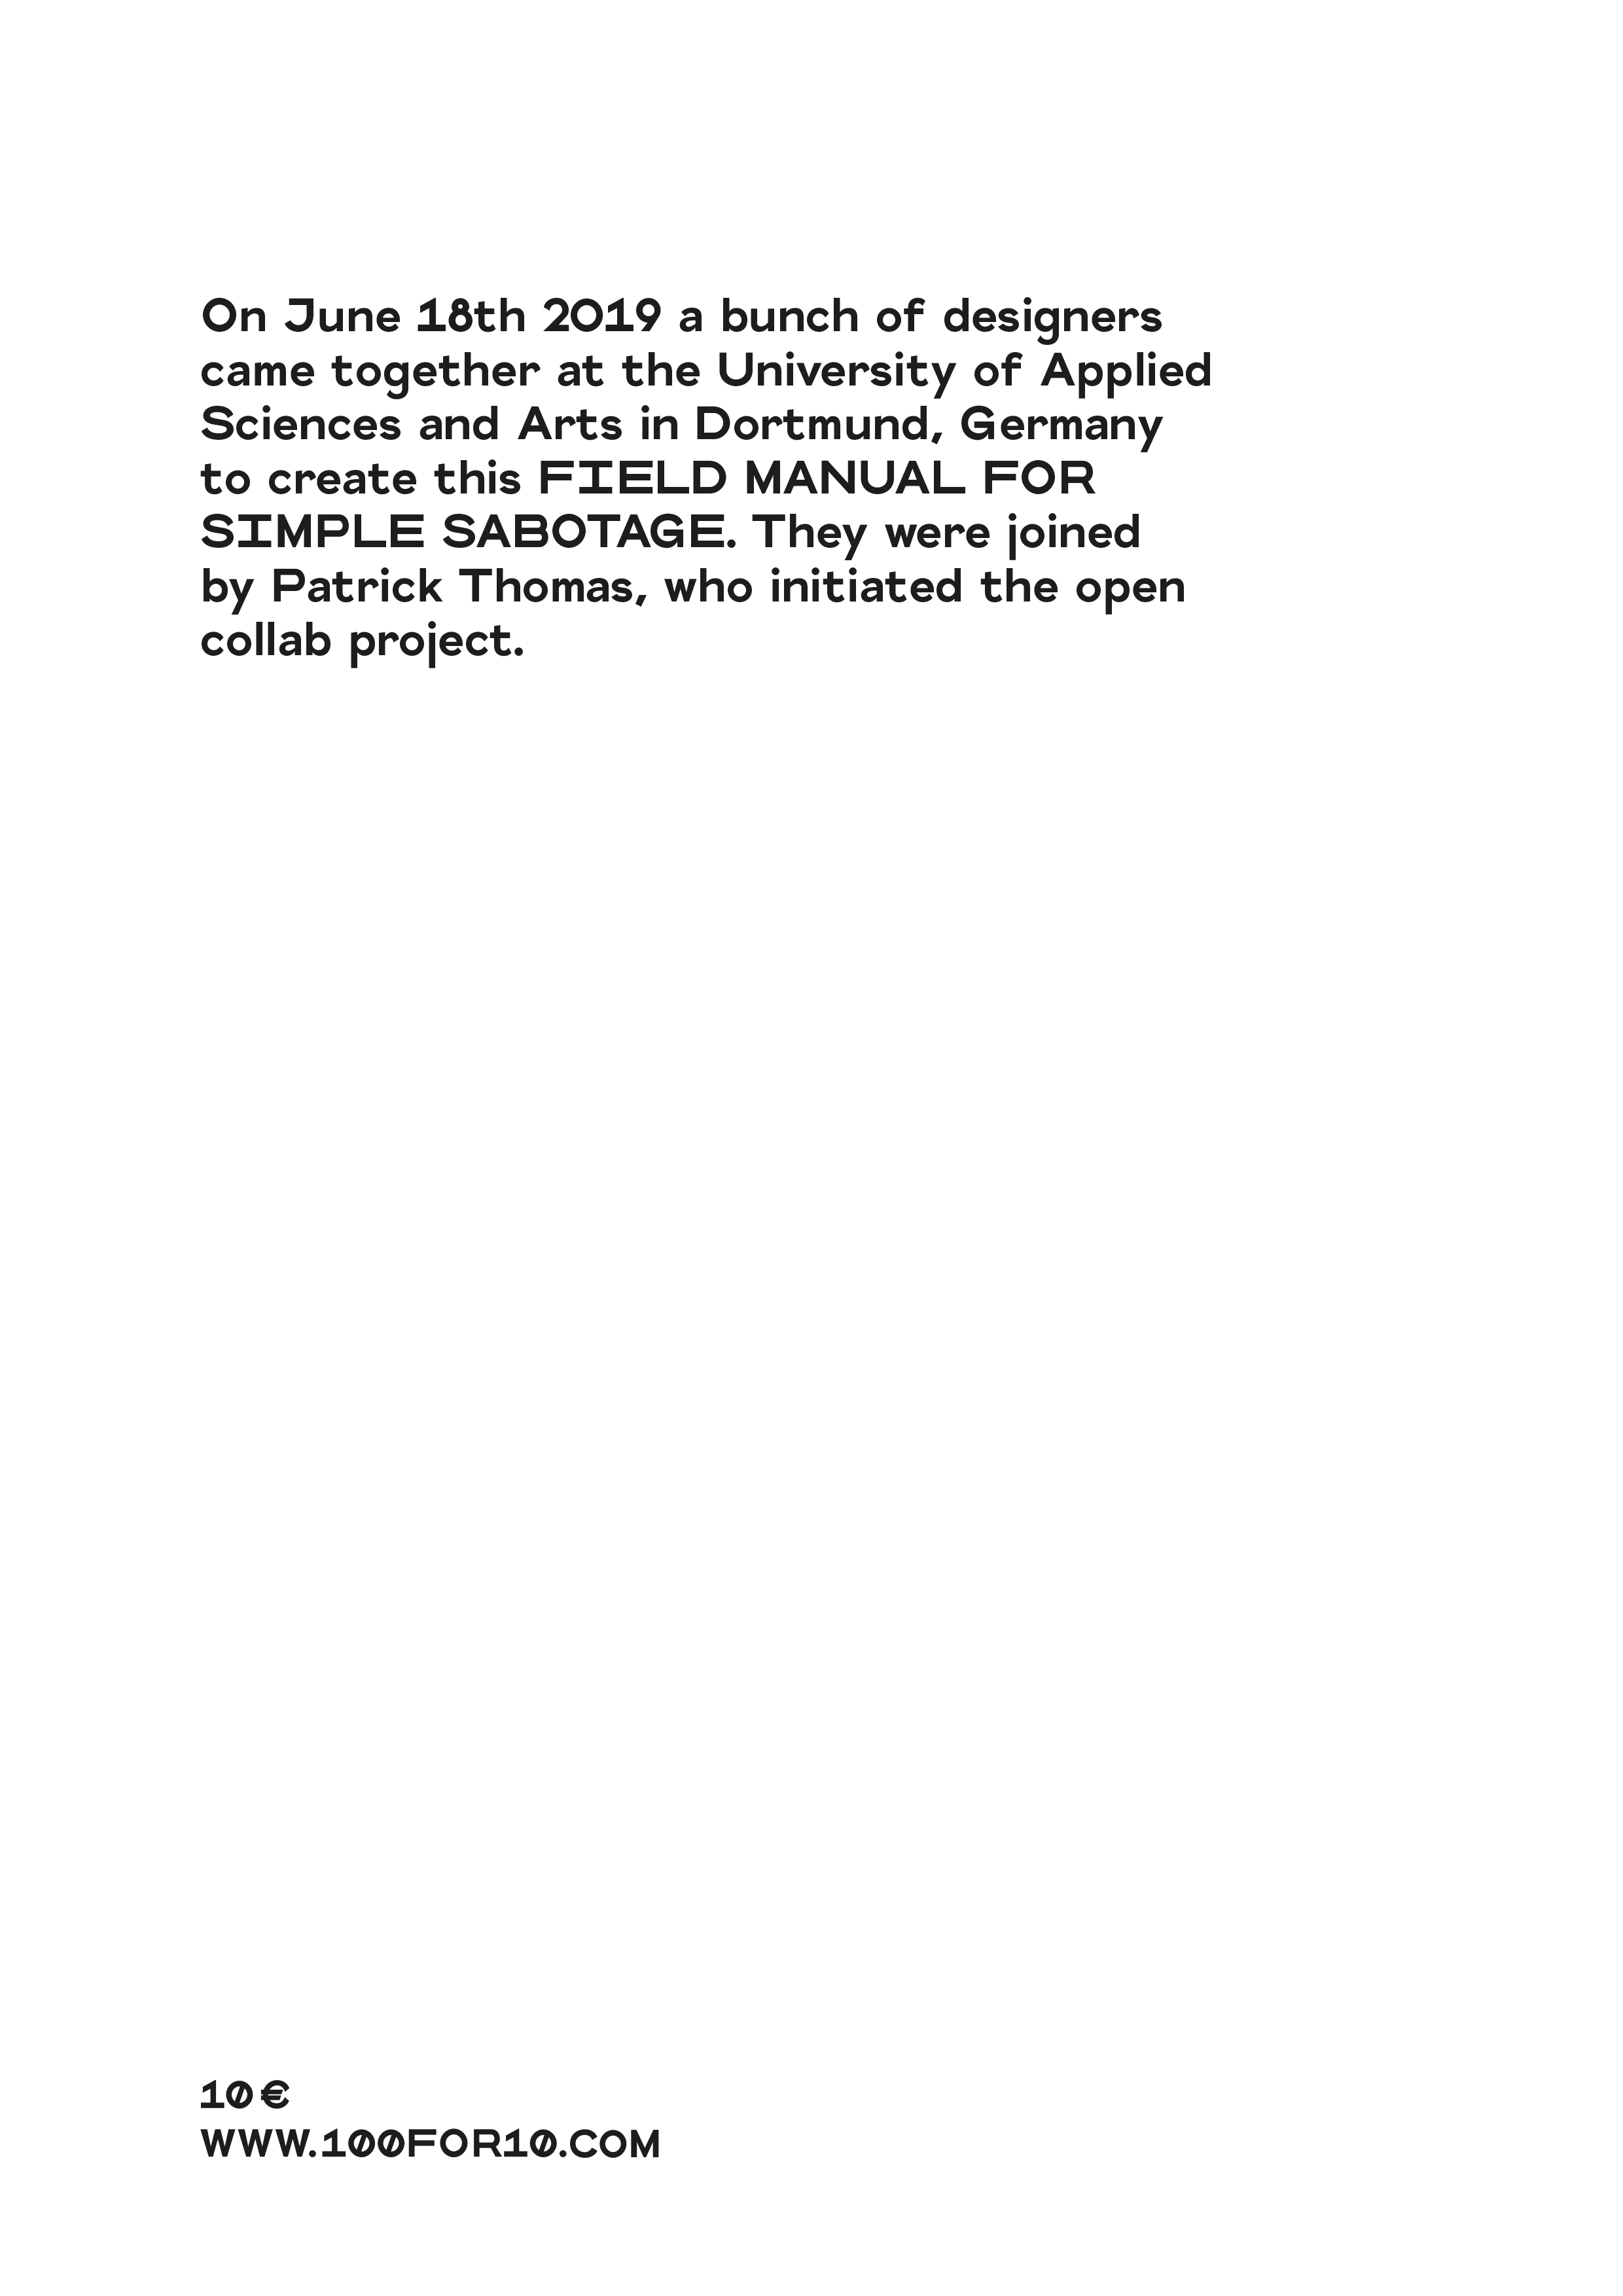 On June 18th 2019 a bunch of designers
came together at the University of Applied
Sciences and Arts in Dortmund, Germany
to create this FIELD MANUAL FOR
SIMPLE SABOTAGE. They were joined
by Patrick Thomas, who initiated the open
collab project.
10 €
WWW.100FOR10.COM